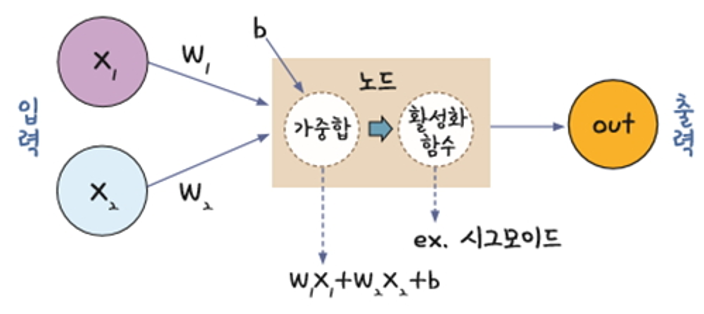 입력
x₁
w₁
x₂
w₂
b
노드
가중합
활성화
함수
w₁x₁+w₂x₂+b
ex. 시그모이드
out
출력